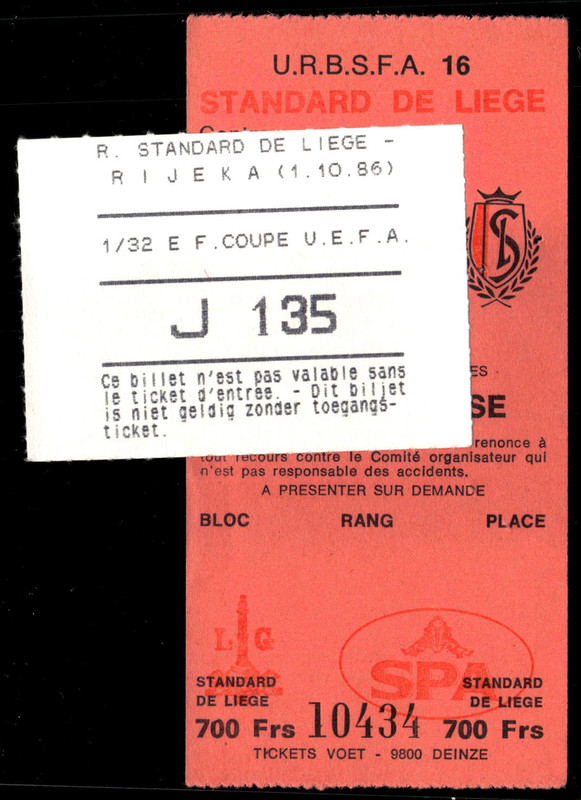 U.R.B.S.F.A. 16
STANDARD DE LIEGE
R. STANDARD DE LIEGE -
RIJEKA (1.10.86)
1/32 E F.COUPE U.E.F.A.
J 135
Ce billet n'est pas valable sans
le ticket d'entrée. - Dit biljet
is niet geldig zonder toegangs-
ticket.
ES
SE
renonce à
tout recours contre le Comité organisateur qui
n'est pas responsable des accidents.
A PRESENTER SUR DEMANDE
BLOC RANG PLACE
L G
SPA
STANDARD
DE LIEGE
STANDARD
DE LIEGE
700 Frs 10434 700 Frs
TICKETS VOET - 9800 DEINZE